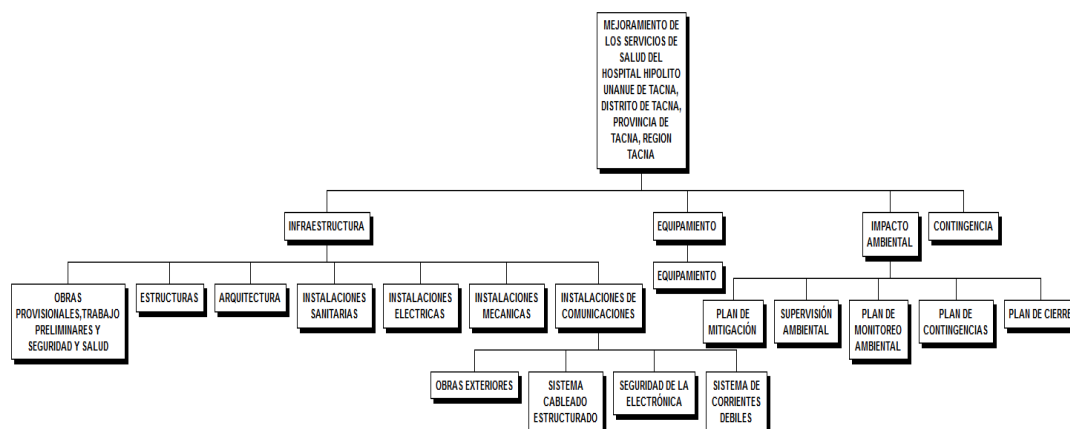 MEJORAMIENTO DE
LOS SERVICIOS DE
SALUD DEL
HOSPITAL HIPOLITO
UNANUE DE TACNA,
DISTRITO DE TACNA,
PROVINCIA DE
TACNA, REGION
TACNA
INFRAESTRUCTURA
EQUIPAMIENTO
IMPACTO
AMBIENTAL
CONTINGENCIA
EQUIPAMIENTO
OBRAS
PROVISIONALES,TRABAJO
PRELIMINARES Y
SEGURIDAD Y SALUD
ESTRUCTURAS
ARQUITECTURA
INSTALACIONES
SANITARIAS
INSTALACIONES
ELECTRICAS
INSTALACIONES
MECANICAS
INSTALACIONES DE
COMUNICACIONES
PLAN DE
MITIGACIÓN
SUPERVISIÓN
AMBIENTAL
PLAN DE
MONITOREO
AMBIENTAL
PLAN DE
CONTINGENCIAS
PLAN DE CIERRE
OBRAS EXTERIORES
SISTEMA
CABLEADO
ESTRUCTURADO
SEGURIDAD DE LA
ELECTRÓNICA
SISTEMA DE
CORRIENTES
DEBILES